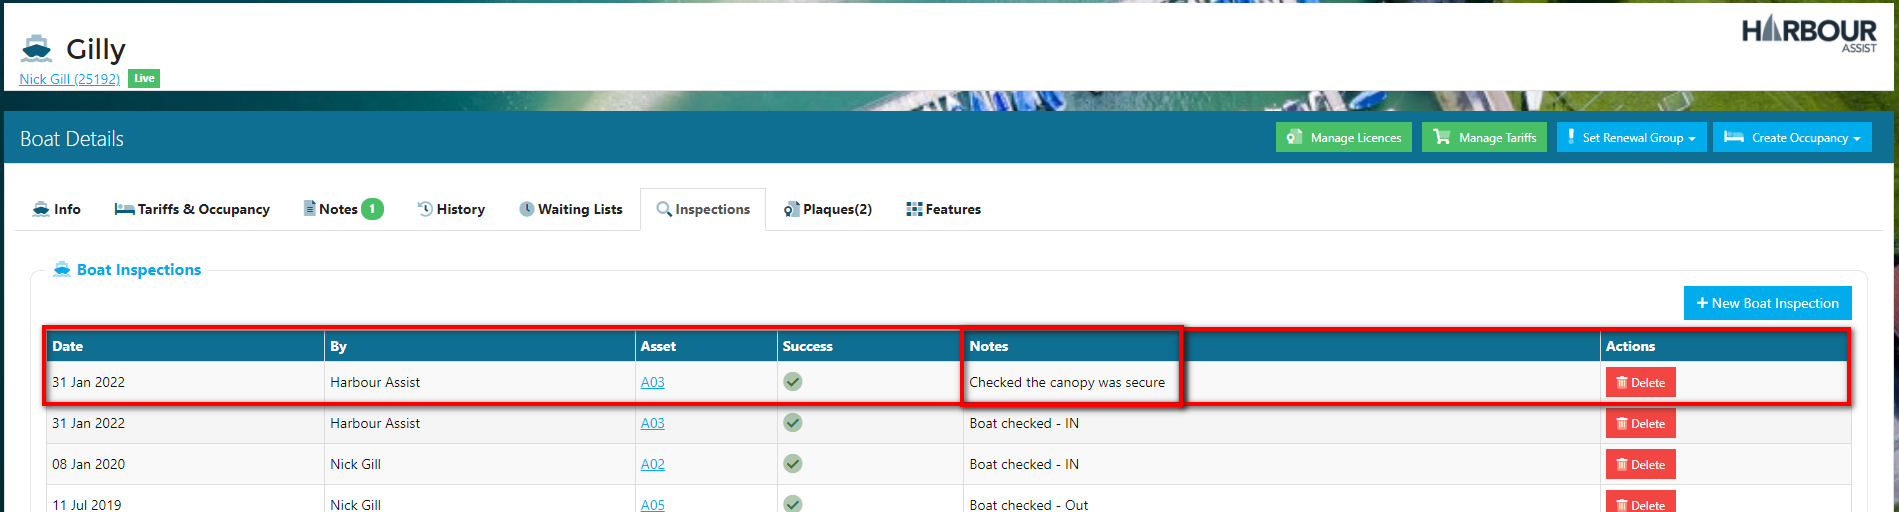 HARBOUR
ASSIST
Gilly
Nick Gill (25192) Live
Boat Details Manage Licences Manage Tariffs Set Renewal Group Create Occupancy
Info Tariffs & Occupancy Notes 1 History Waiting Lists Inspections Plaques(2) Features
Boat Inspections
+ New Boat Inspection
Date By Asset Success Notes Actions
31 Jan 2022 Harbour Assist A03 Checked the canopy was secure Delete
31 Jan 2022 Harbour Assist A03 Boat checked - IN Delete
08 Jan 2020 Nick Gill A02 Boat checked - IN Delete
11 Jul 2019 Nick Gill A05 Boat checked - Out Delete